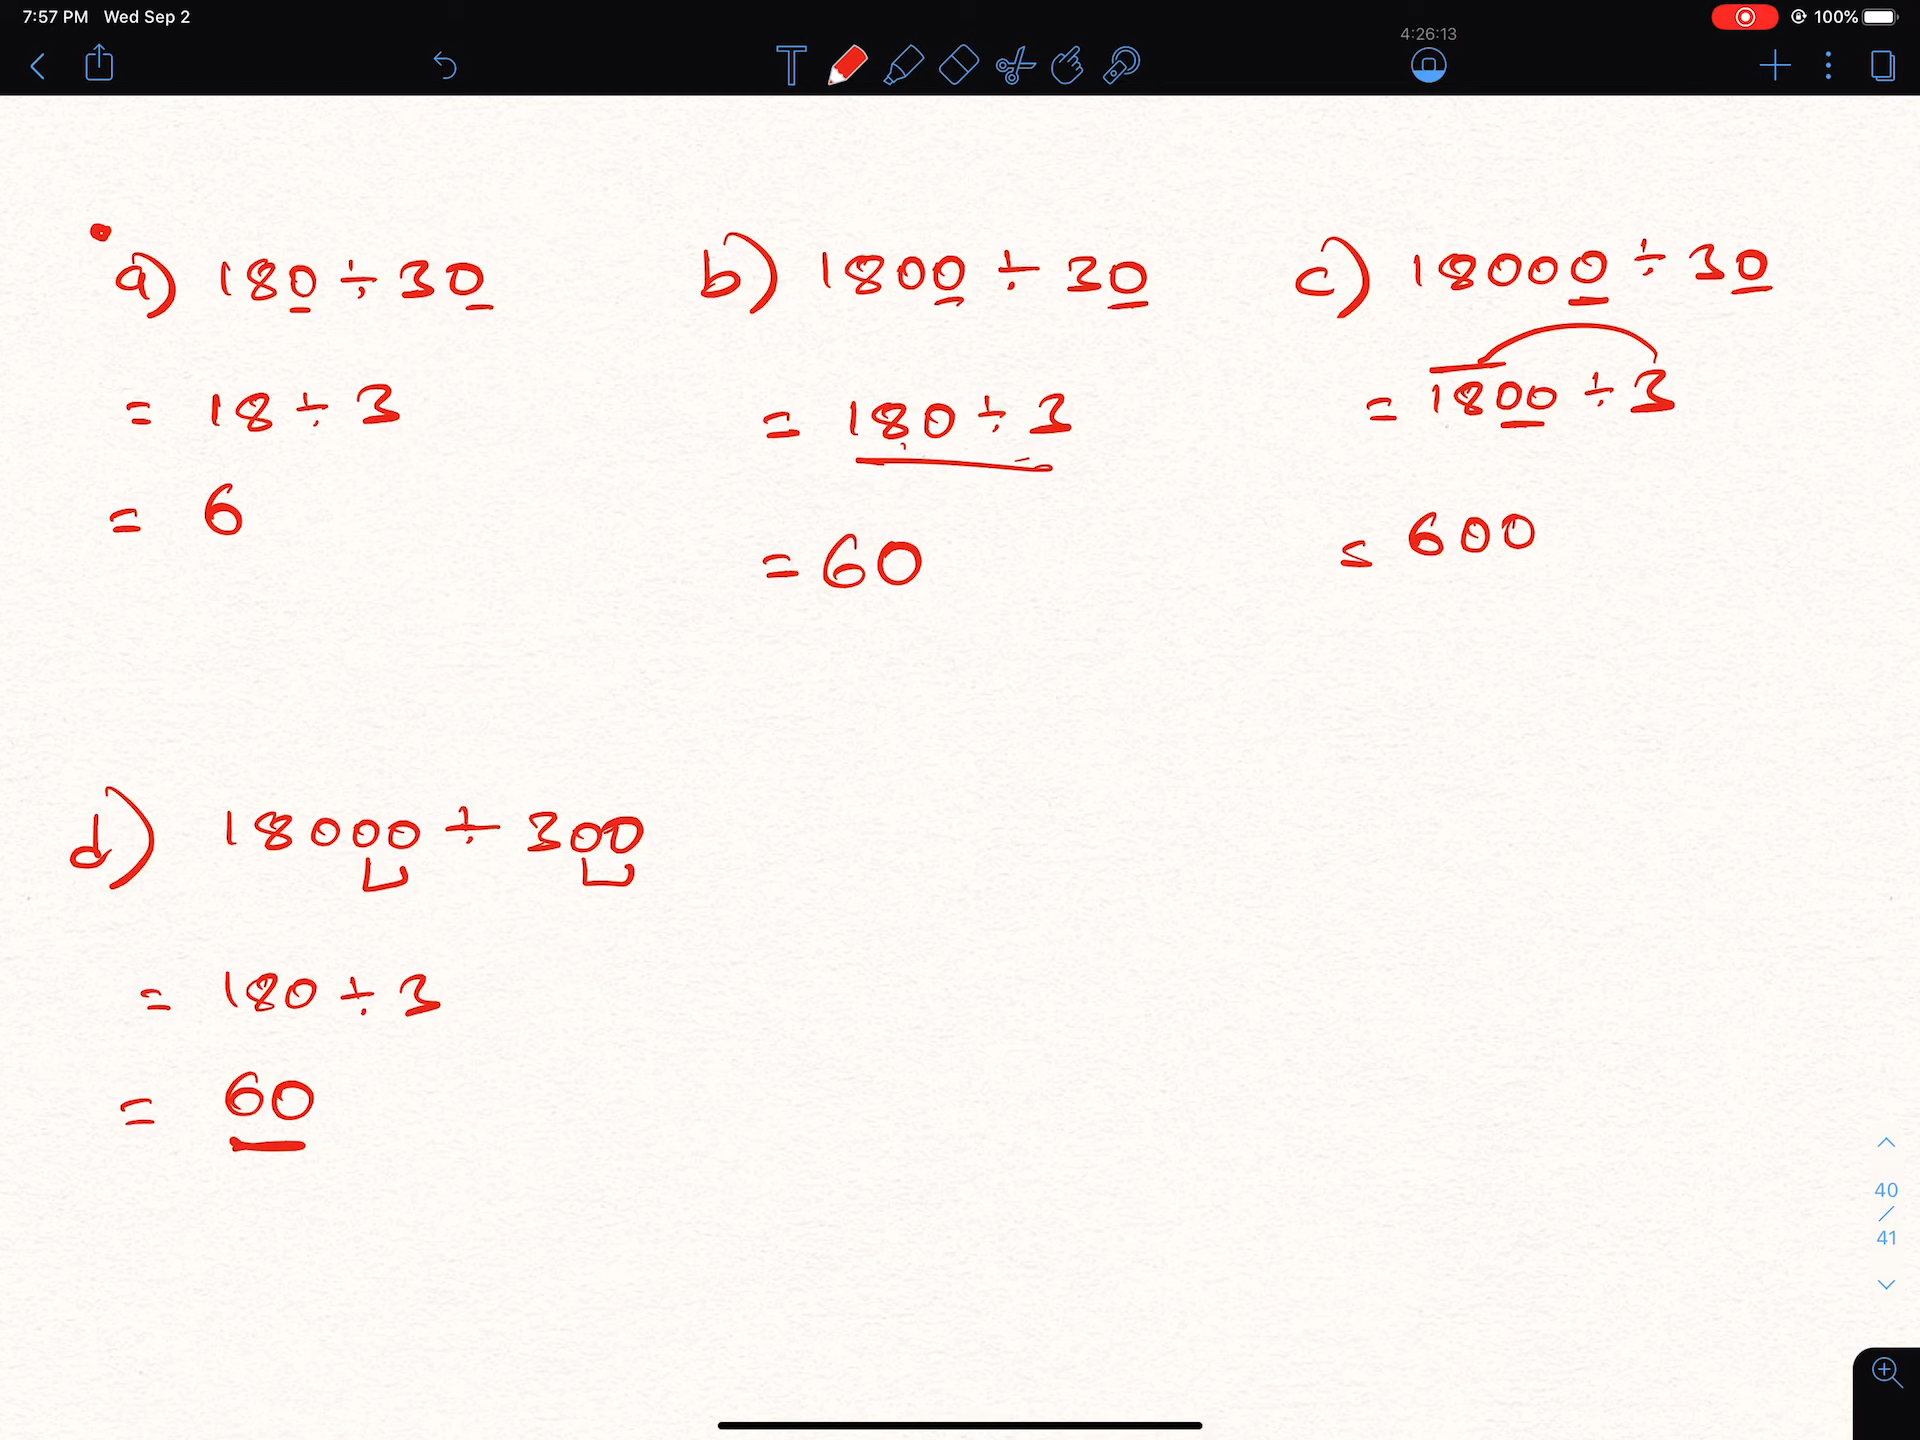 7:57 PM Wed Sep 2
100%
4:26:13
a) 180 ÷ 30
= 18 ÷ 3
= 6
b) 1800 ÷ 30
= 180 ÷ 3
= 60
c) 18000 ÷ 30
= 1800 ÷ 3
= 600
d) 18000 ÷ 300
= 180 ÷ 3
= 60
40
/
41